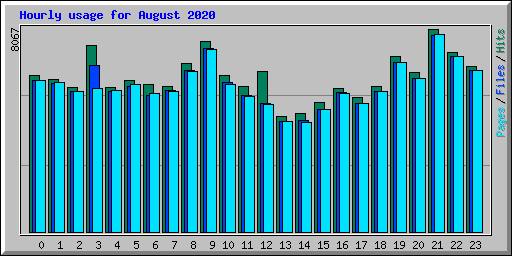 Hourly usage for August 2020
8067
Pages/Files/Hits
0 1 2 3 4 5 6 7 8 9 10 11 12 13 14 15 16 17 18 19 20 21 22 23